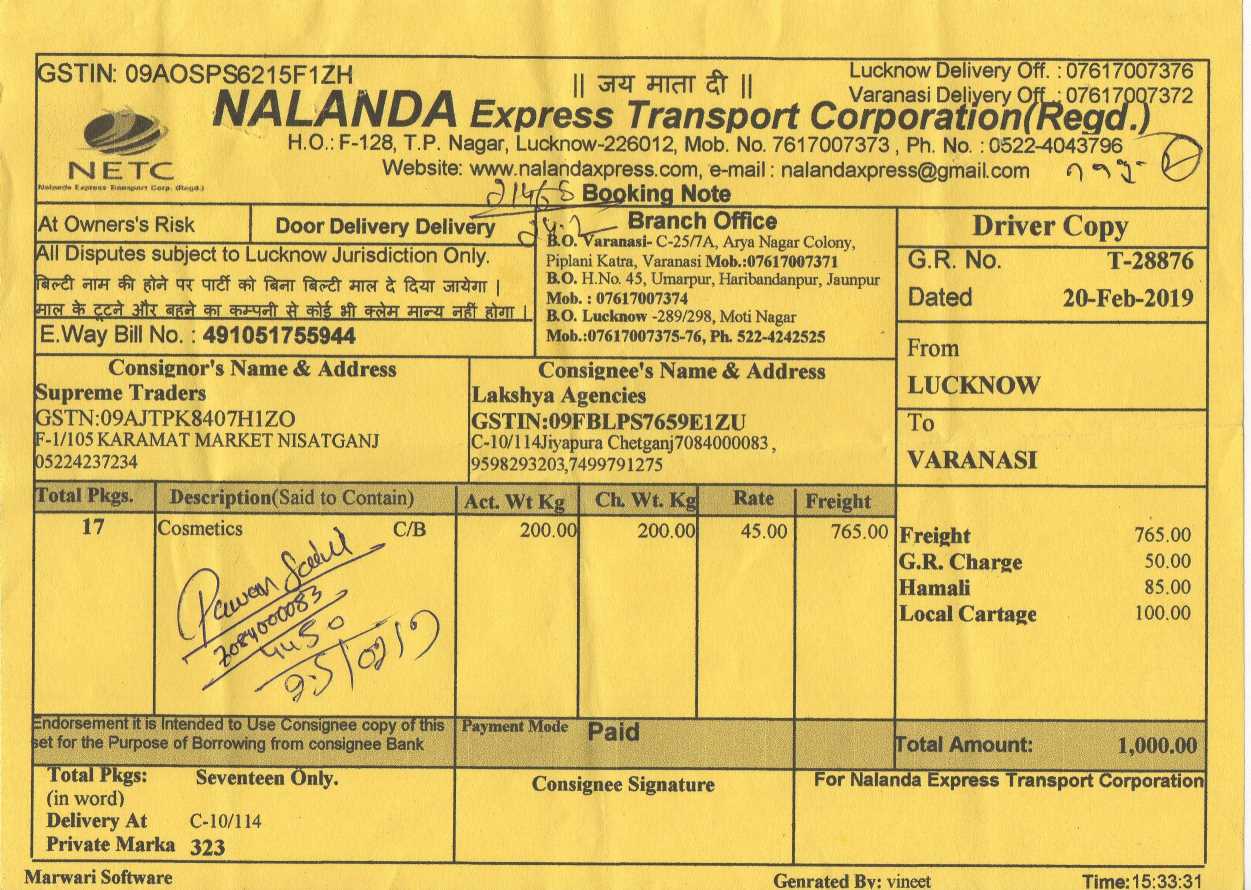 GSTIN: 09AOSPS6215F1ZH
|| जय माता दी ||
Lucknow Delivery Off. : 07617007376
Varanasi Delivery Off. : 07617007372
NALANDA Express Transport Corporation(Regd.)
NETC
Nalanda Express Transport Corp. (Regd.)
H.O.: F-128, T.P. Nagar, Lucknow-226012, Mob. No. 7617007373 , Ph. No. : 0522-4043796
Website: www.nalandaxpress.com, e-mail : nalandaxpress@gmail.com
Booking Note
At Owners's Risk
Door Delivery Delivery
All Disputes subject to Lucknow Jurisdiction Only.
बिल्टी नाम की होने पर पार्टी को बिना बिल्टी माल दे दिया जायेगा |
माल के टूटने और बहने का कम्पनी से कोई भी क्लेम मान्य नहीं होगा |
E.Way Bill No. : 491051755944
Branch Office
B.O. Varanasi- C-25/7A, Arya Nagar Colony,
Piplani Katra, Varanasi Mob.:07617007371
B.O. H.No. 45, Umarpur, Haribandanpur, Jaunpur
Mob. : 07617007374
B.O. Lucknow -289/298, Moti Nagar
Mob.:07617007375-76, Ph. 522-4242525
Driver Copy
G.R. No. T-28876
Dated 20-Feb-2019
From
LUCKNOW
To
VARANASI
Consignor's Name & Address
Supreme Traders
GSTN:09AJTPK8407H1ZO
F-1/105 KARAMAT MARKET NISATGANJ
05224237234
Consignee's Name & Address
Lakshya Agencies
GSTIN:09FBLPS7659E1ZU
C-10/114Jiyapura Chetganj7084000083 ,
9598293203,7499791275
Total Pkgs. Description(Said to Contain) Act. Wt Kg Ch. Wt. Kg Rate Freight
17 Cosmetics C/B 200.00 200.00 45.00 765.00
Pawan
7084000083
4450
25/02/19
Freight 765.00
G.R. Charge 50.00
Hamali 85.00
Local Cartage 100.00
Endorsement it is Intended to Use Consignee copy of this
set for the Purpose of Borrowing from consignee Bank
Payment Mode Paid
Total Amount: 1,000.00
Total Pkgs: Seventeen Only.
(in word)
Delivery At C-10/114
Private Marka 323
Consignee Signature
For Nalanda Express Transport Corporation
Marwari Software
Genrated By: vineet
Time:15:33:31